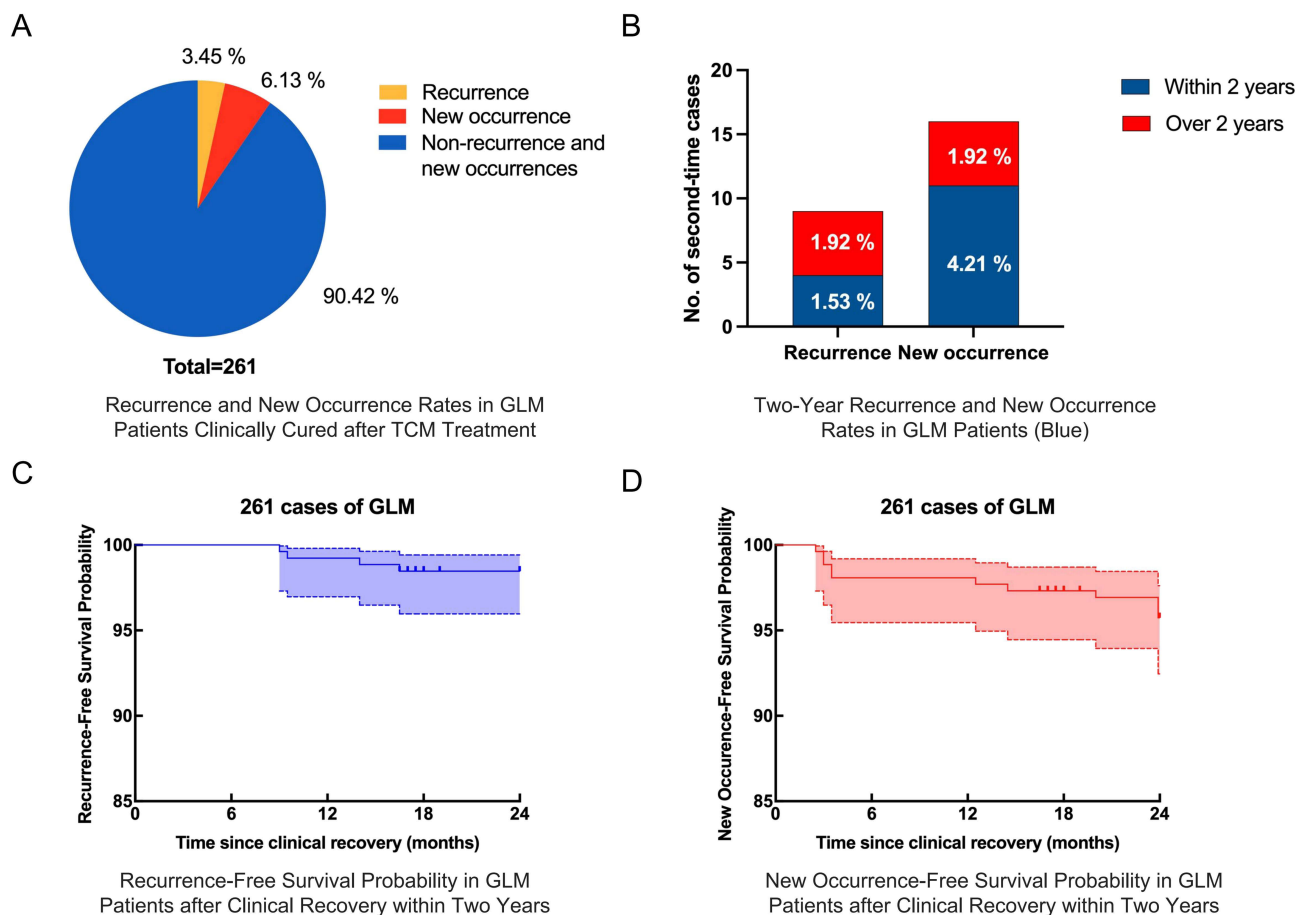 A
3.45 %
6.13 %
Recurrence
New occurrence
Non-recurrence and
new occurrences
90.42 %
Total=261
Recurrence and New Occurrence Rates in GLM
Patients Clinically Cured after TCM Treatment
B
No. of second-time cases
20
15
10
5
0
1.92 %
1.53 %
1.92 %
4.21 %
Recurrence
New occurrence
Within 2 years
Over 2 years
Two-Year Recurrence and New Occurrence
Rates in GLM Patients (Blue)
C
261 cases of GLM
Recurrence-Free Survival Probability
100
95
90
85
0
6
12
18
24
Time since clinical recovery (months)
Recurrence-Free Survival Probability in GLM
Patients after Clinical Recovery within Two Years
D
261 cases of GLM
New Occurence-Free Survival Probability
100
95
90
85
0
6
12
18
24
Time since clinical recovery (months)
New Occurrence-Free Survival Probability in GLM
Patients after Clinical Recovery within Two Years